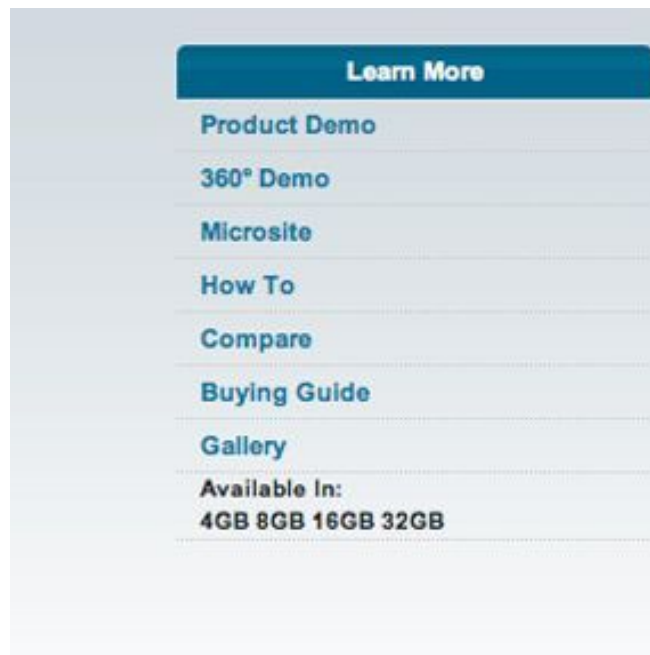 Learn More
Product Demo
360° Demo
Microsite
How To
Compare
Buying Guide
Gallery
Available In:
4GB 8GB 16GB 32GB